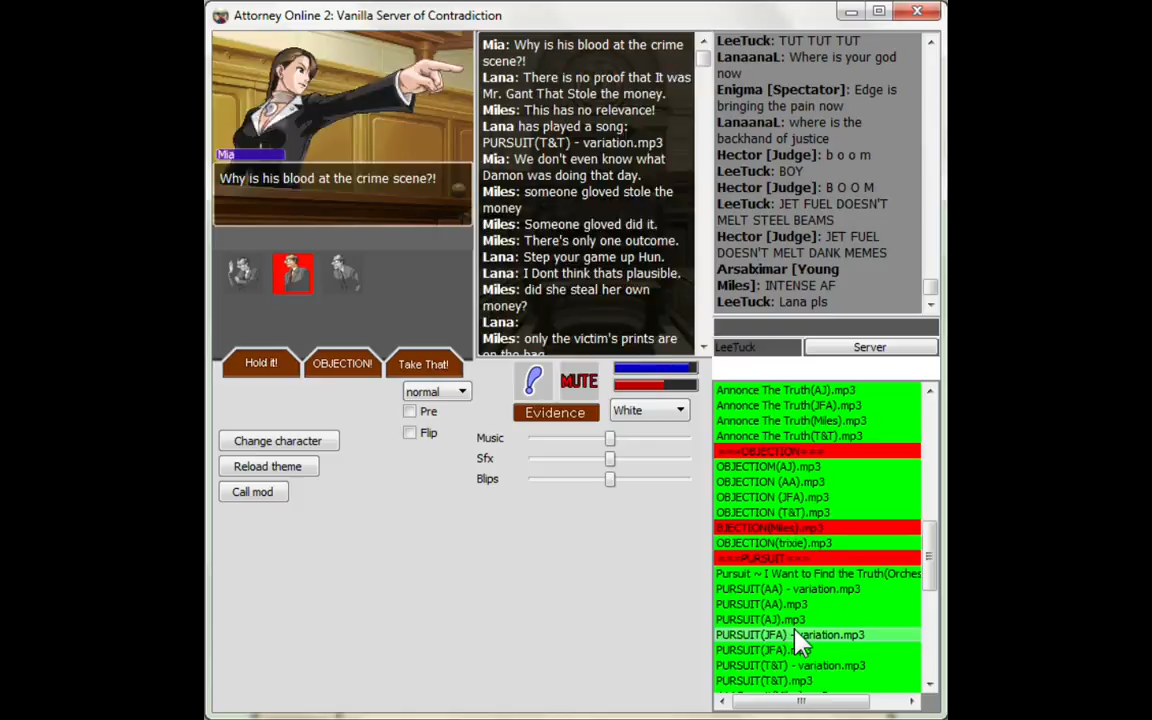 Attorney Online 2: Vanilla Server of Contradiction
Mia
Why is his blood at the crime scene?!
Hold it!
OBJECTION!
Take That!
normal
Pre
Flip
Change character
Reload theme
Call mod
Mia: Why is his blood at the crime
scene?!
Lana: There is no proof that It was
Mr. Gant That Stole the money.
Miles: This has no relevance!
Lana has played a song:
PURSUIT(T&T) - variation.mp3
Mia: We don't even know what
Damon was doing that day.
Miles: someone gloved stole the
money
Miles: Someone gloved did it.
Miles: There's only one outcome.
Lana: Step your game up Hun.
Lana: I Dont think thats plausible.
Miles: did she steal her own
money?
Lana:
Miles: only the victim's prints are
on the bag
MUTE
Evidence
White
Music
Sfx
Blips
LeeTuck: TUT TUT TUT
LanaanaL: Where is your god
now
Enigma [Spectator]: Edge is
bringing the pain now
LanaanaL: where is the
backhand of justice
Hector [Judge]: b o o m
LeeTuck: BOY
Hector [Judge]: B O O M
LeeTuck: JET FUEL DOESN'T
MELT STEEL BEAMS
Hector [Judge]: JET FUEL
DOESN'T MELT DANK MEMES
Arsalximar [Young
Miles]: INTENSE AF
LeeTuck: Lana pls
LeeTuck
Server
Annonce The Truth(AJ).mp3
Annonce The Truth(JFA).mp3
Annonce The Truth(Miles).mp3
Annonce The Truth(T&T).mp3
===OBJECTION===
OBJECTIOM(AJ).mp3
OBJECTION (AA).mp3
OBJECTION (JFA).mp3
OBJECTION (T&T).mp3
BJECTION(Miles).mp3
OBJECTION(trixie).mp3
===PURSUIT===
Pursuit ~ I Want to Find the Truth(Orches
PURSUIT(AA) - variation.mp3
PURSUIT(AA).mp3
PURSUIT(AJ).mp3
PURSUIT(JFA) - variation.mp3
PURSUIT(JFA).
PURSUIT(T&T) - variation.mp3
PURSUIT(T&T).mp3